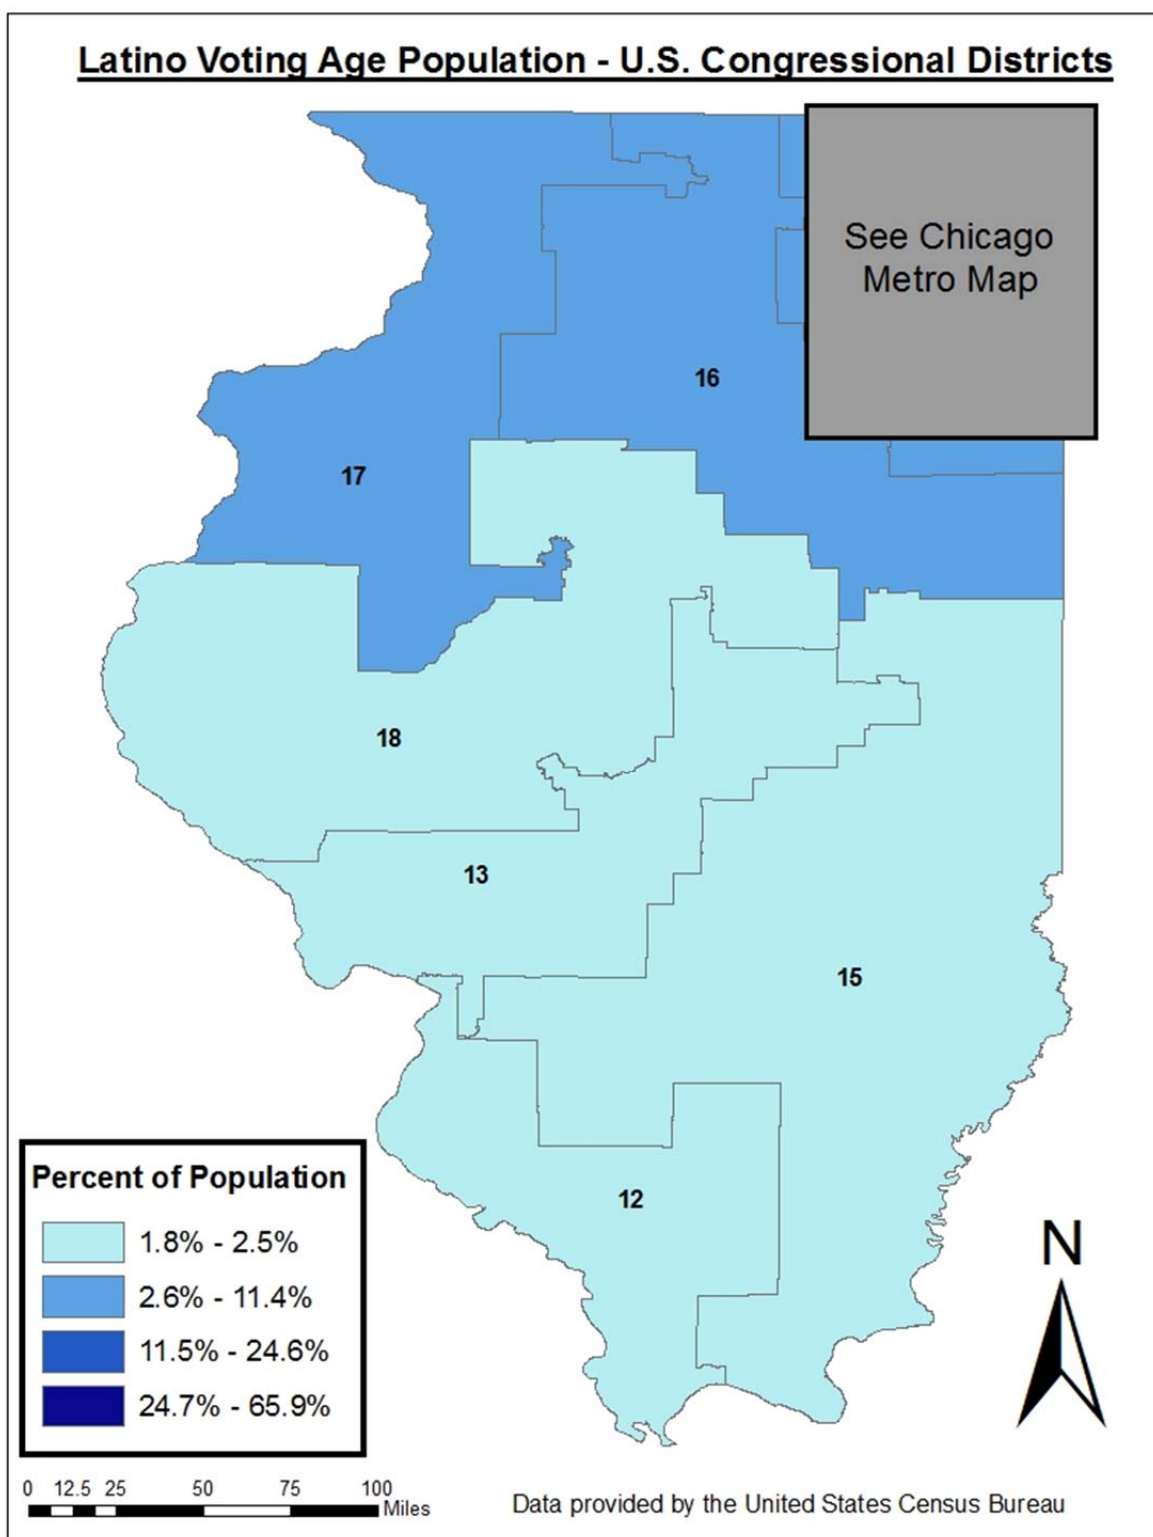 Latino Voting Age Population - U.S. Congressional Districts
See Chicago
Metro Map
16
17
18
13
15
12
Percent of Population
1.8% - 2.5%
2.6% - 11.4%
11.5% - 24.6%
24.7% - 65.9%
N
0 12.5 25 50 75 100
Miles
Data provided by the United States Census Bureau